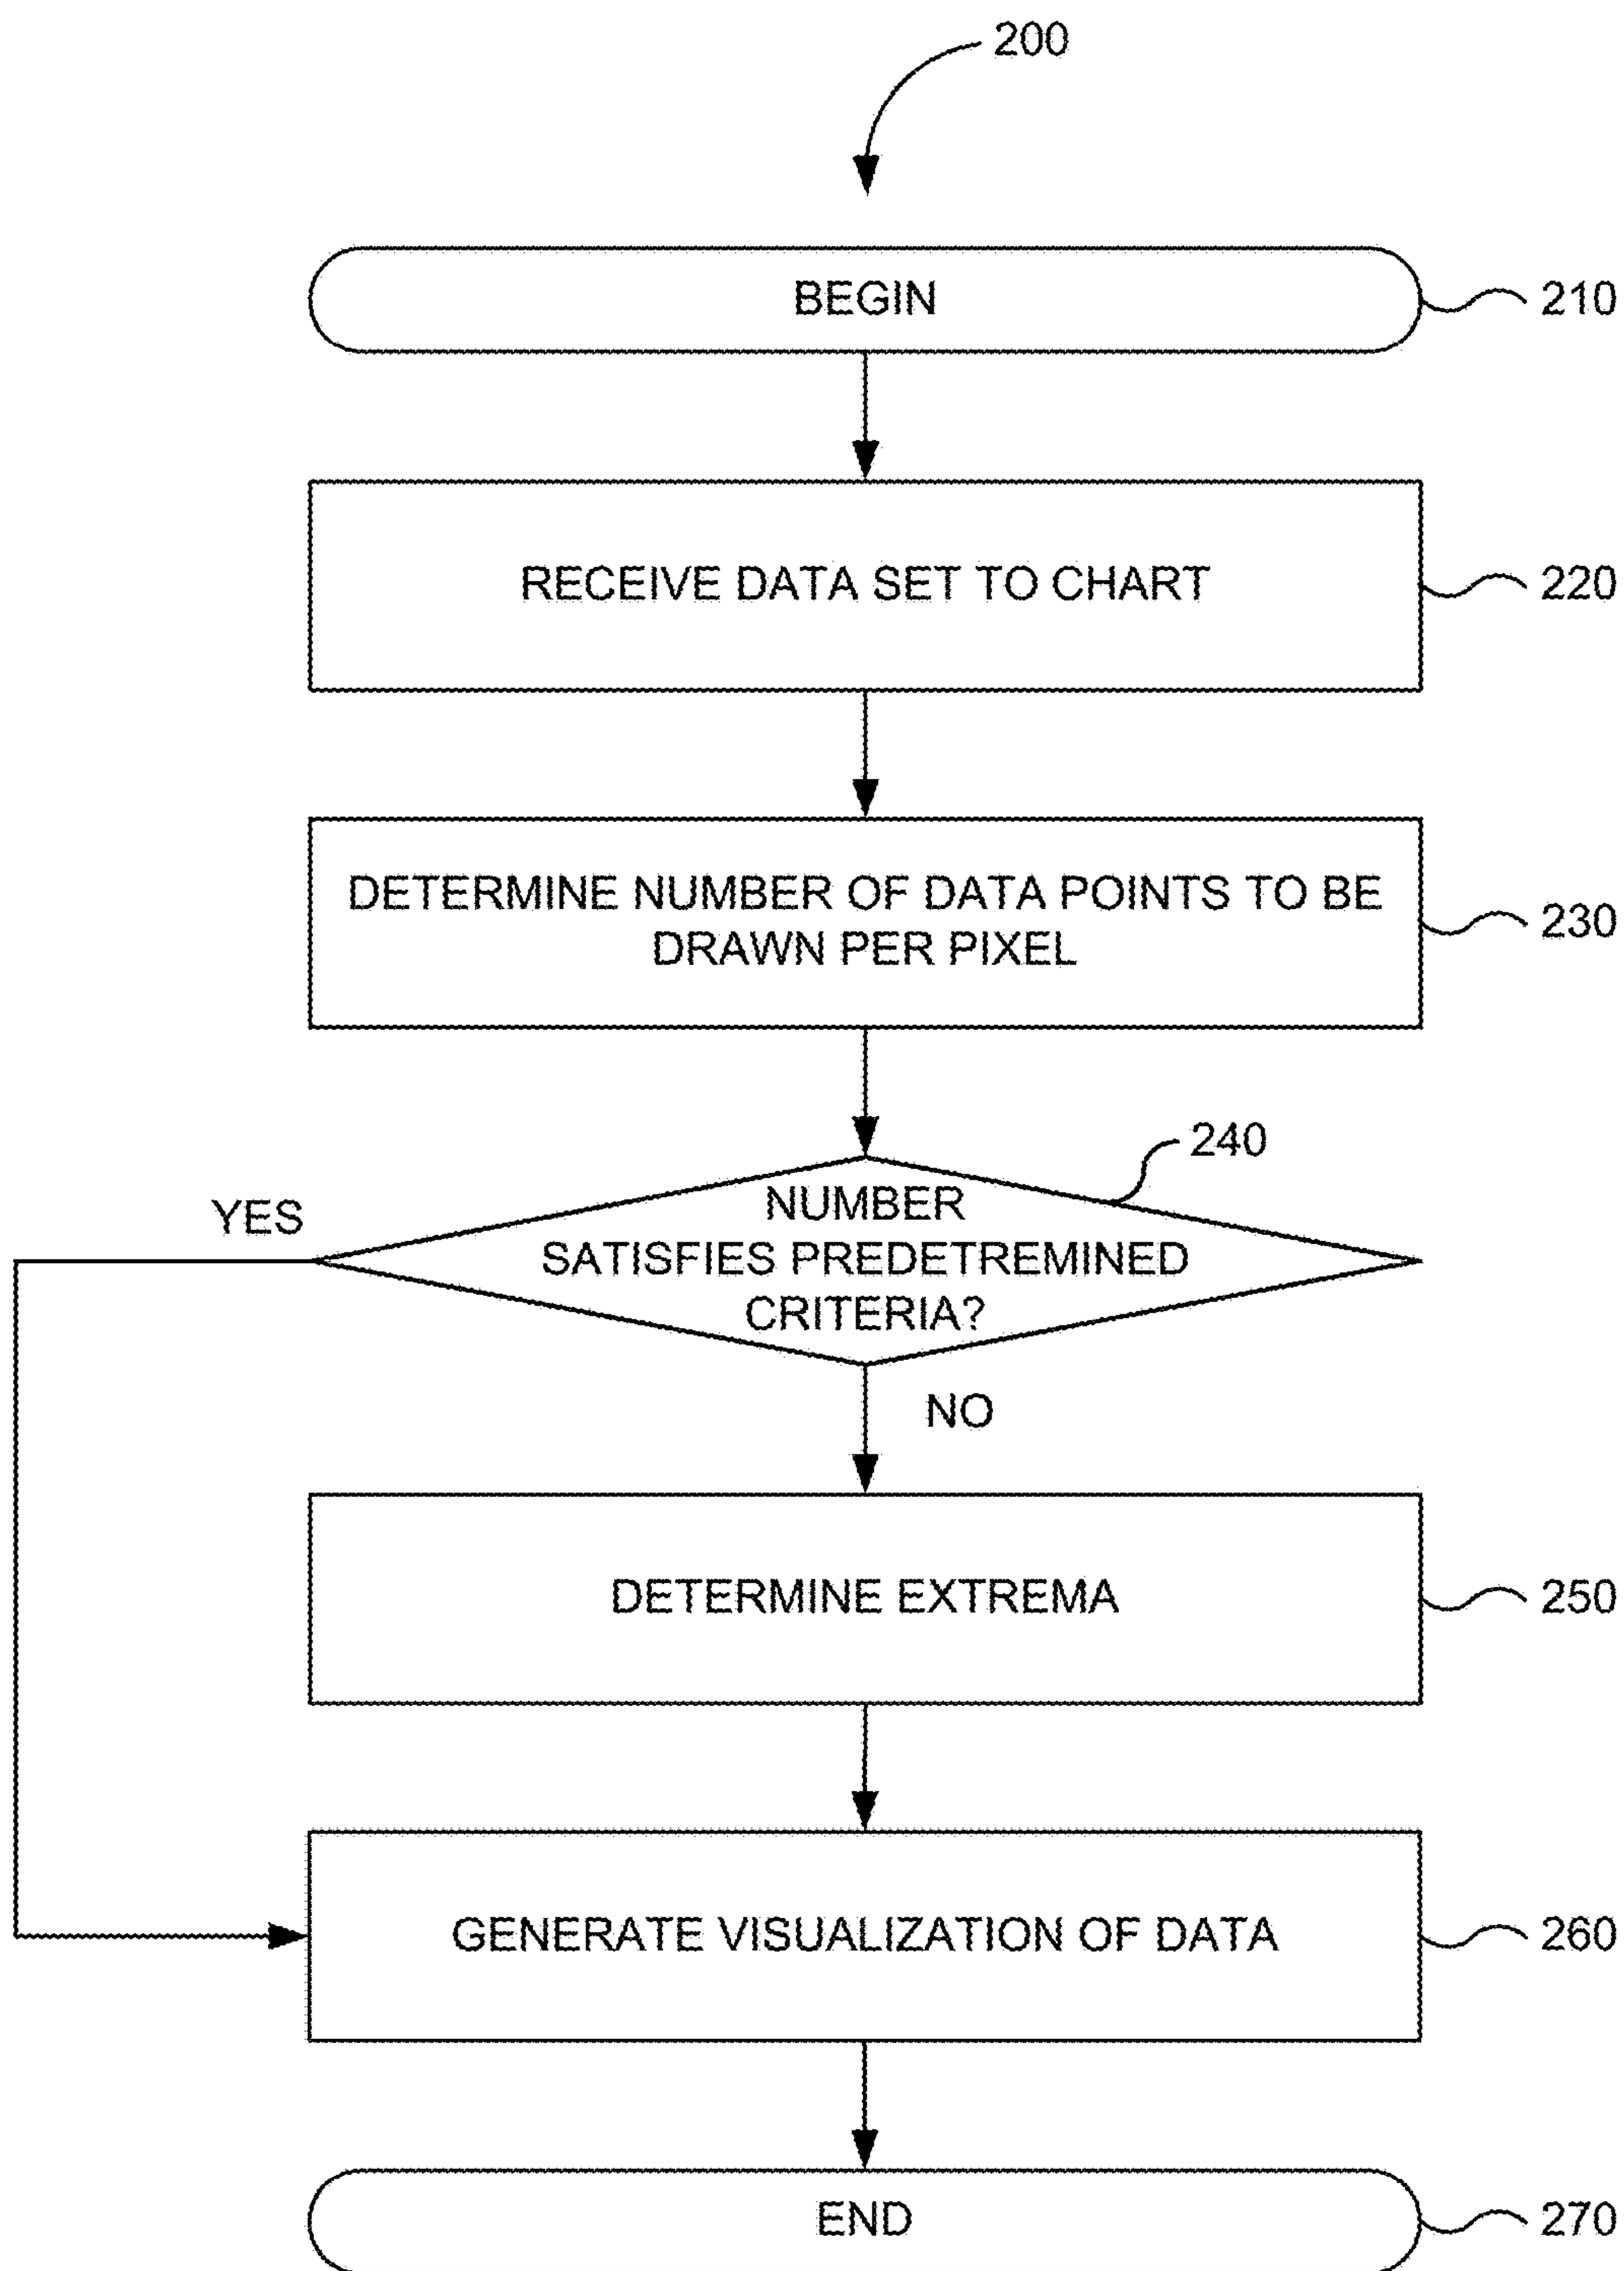 200
BEGIN
210
RECEIVE DATA SET TO CHART
220
DETERMINE NUMBER OF DATA POINTS TO BE
DRAWN PER PIXEL
230
240
YES
NUMBER
SATISFIES PREDETREMINED
CRITERIA?
NO
DETERMINE EXTREMA
250
GENERATE VISUALIZATION OF DATA
260
END
270